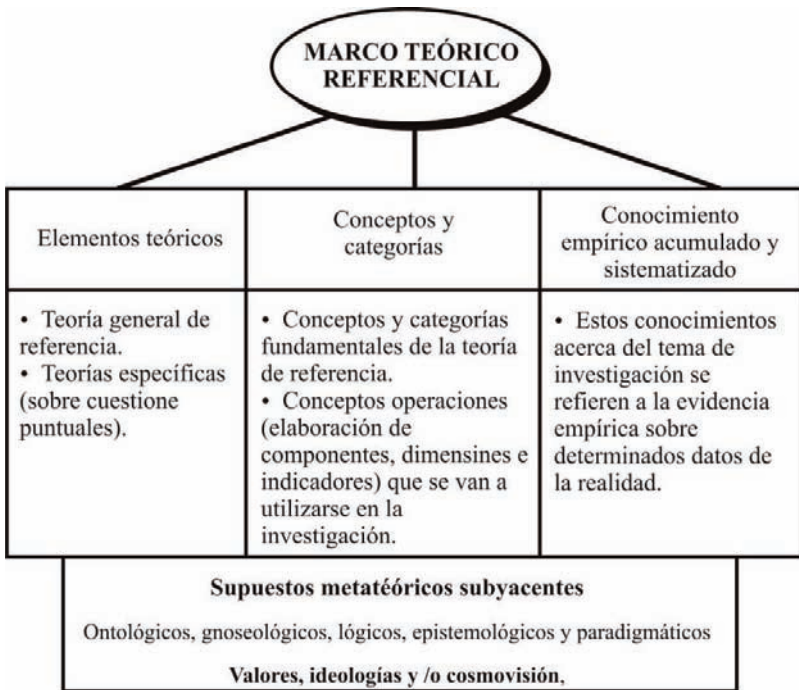 MARCO TEÓRICO
REFERENCIAL
Elementos teóricos
Conceptos y
categorías
Conocimiento
empírico acumulado y
sistematizado
• Teoría general de
referencia.
• Teorías específicas
(sobre cuestione
puntuales).
• Conceptos y categorías
fundamentales de la teoría
de referencia.
• Conceptos operaciones
(elaboración de
componentes, dimensines e
indicadores) que se van a
utilizarse en la
investigación.
• Estos conocimientos
acerca del tema de
investigación se
refieren a la evidencia
empírica sobre
determinados datos de
la realidad.
Supuestos metatéóricos subyacentes
Ontológicos, gnoseológicos, lógicos, epistemológicos y paradigmáticos
Valores, ideologías y /o cosmovisión,